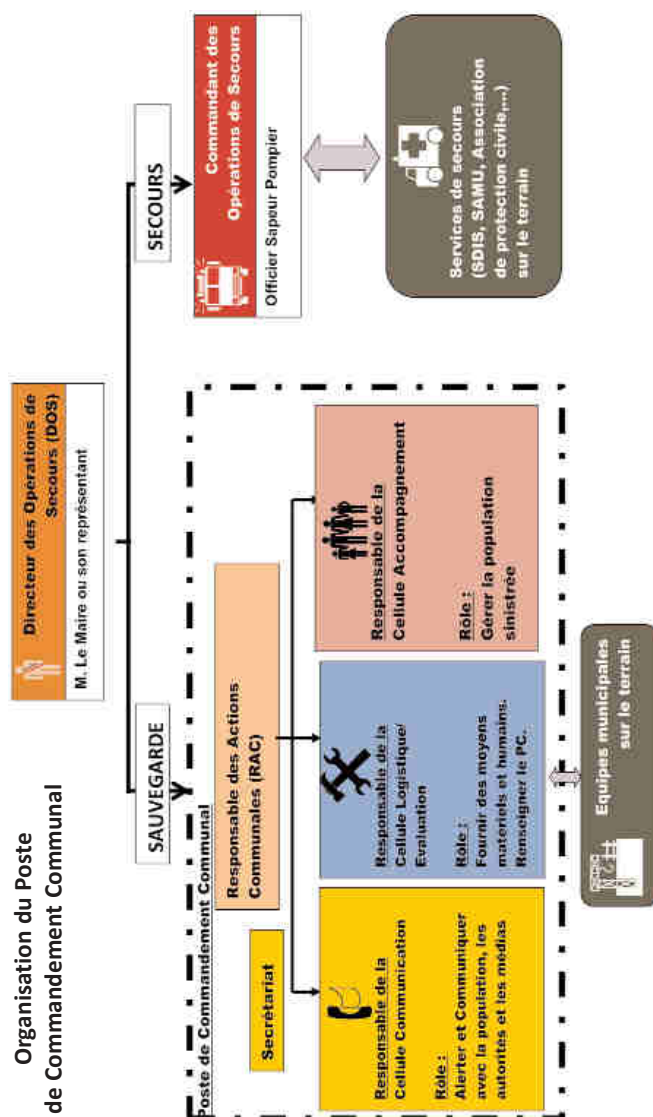 Organisation du Poste
de Commandement Communal
Directeur des Opérations de
Secours (DOS)
M. Le Maire ou son représentant
SAUVEGARDE
SECOURS
Poste de Commandement Communal
Responsable des Actions
Communales (RAC)
Secrétariat
Responsable de la
Cellule Communication
Rôle :
Alerter et Communiquer
avec la population, les
autorités et les médias
Responsable de la
Cellule Logistique/
Evaluation
Rôle :
Fournir des moyens
matériels et humains.
Renseigner le PC.
Responsable de la
Cellule Accompagnement
Rôle :
Gérer la population
sinistrée
Equipes municipales
sur le terrain
Commandant des
Opérations de Secours
Officier Sapeur Pompier
Services de secours
(SDIS, SAMU, Association
de protection civile,...)
sur le terrain